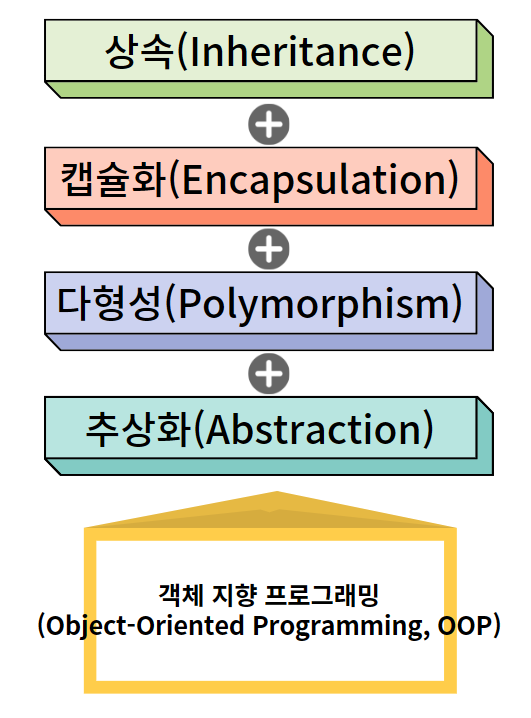 상속(Inheritance)
캡슐화(Encapsulation)
다형성(Polymorphism)
추상화(Abstraction)
객체 지향 프로그래밍
(Object-Oriented Programming, OOP)